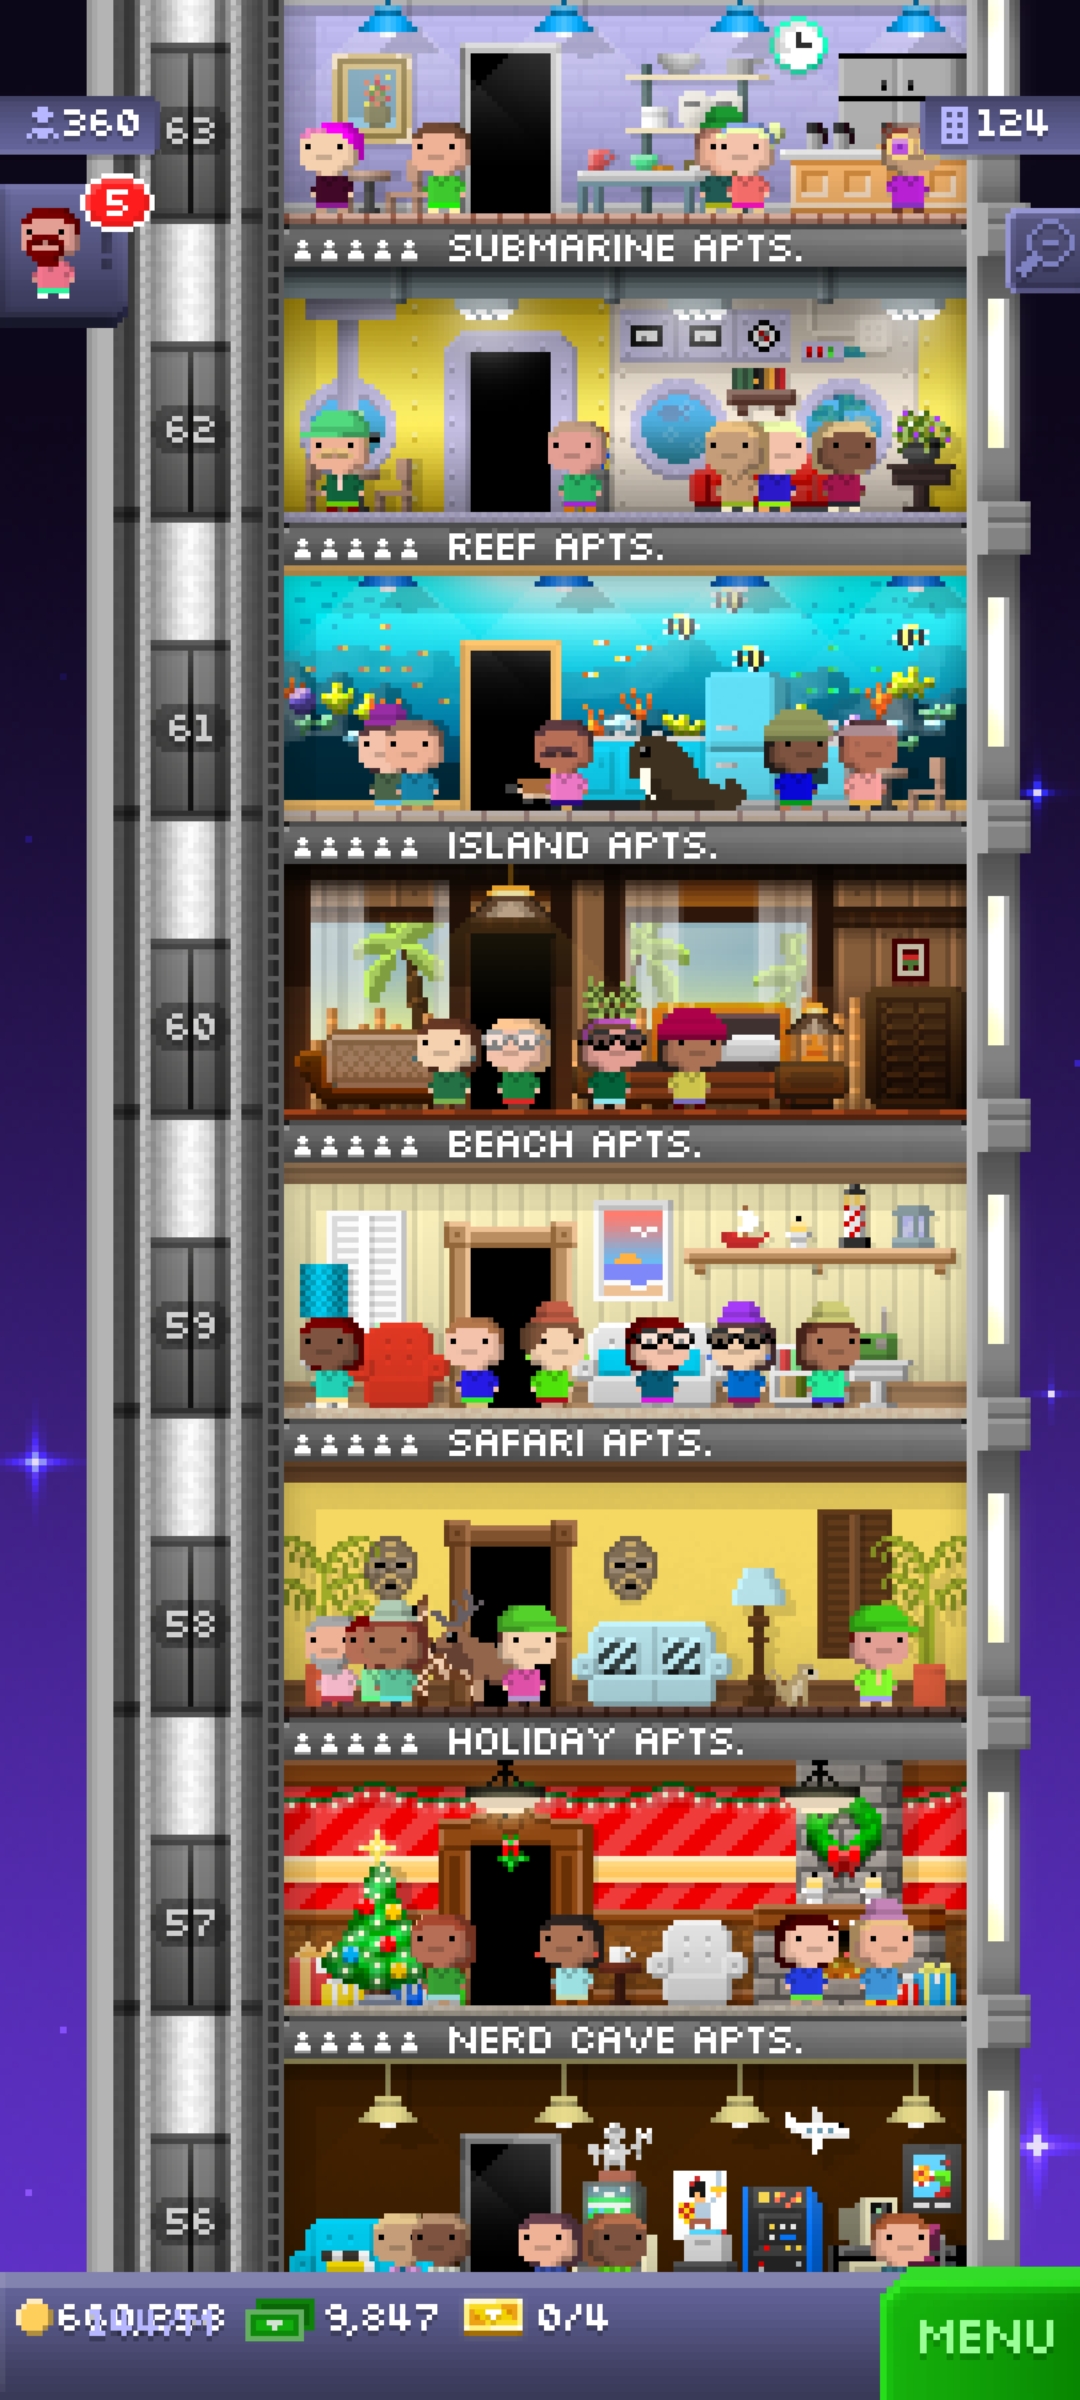 360
63
124
5
SUBMARINE APTS.
62
REEF APTS.
61
ISLAND APTS.
60
BEACH APTS.
59
SAFARI APTS.
58
HOLIDAY APTS.
57
NERD CAVE APTS.
56
9,847
0/4
MENU